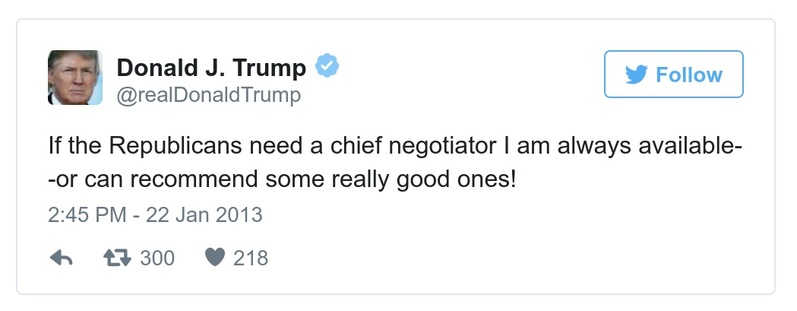 Donald J. Trump
@realDonaldTrump
Follow
If the Republicans need a chief negotiator I am always available-
-or can recommend some really good ones!
2:45 PM - 22 Jan 2013
300 218